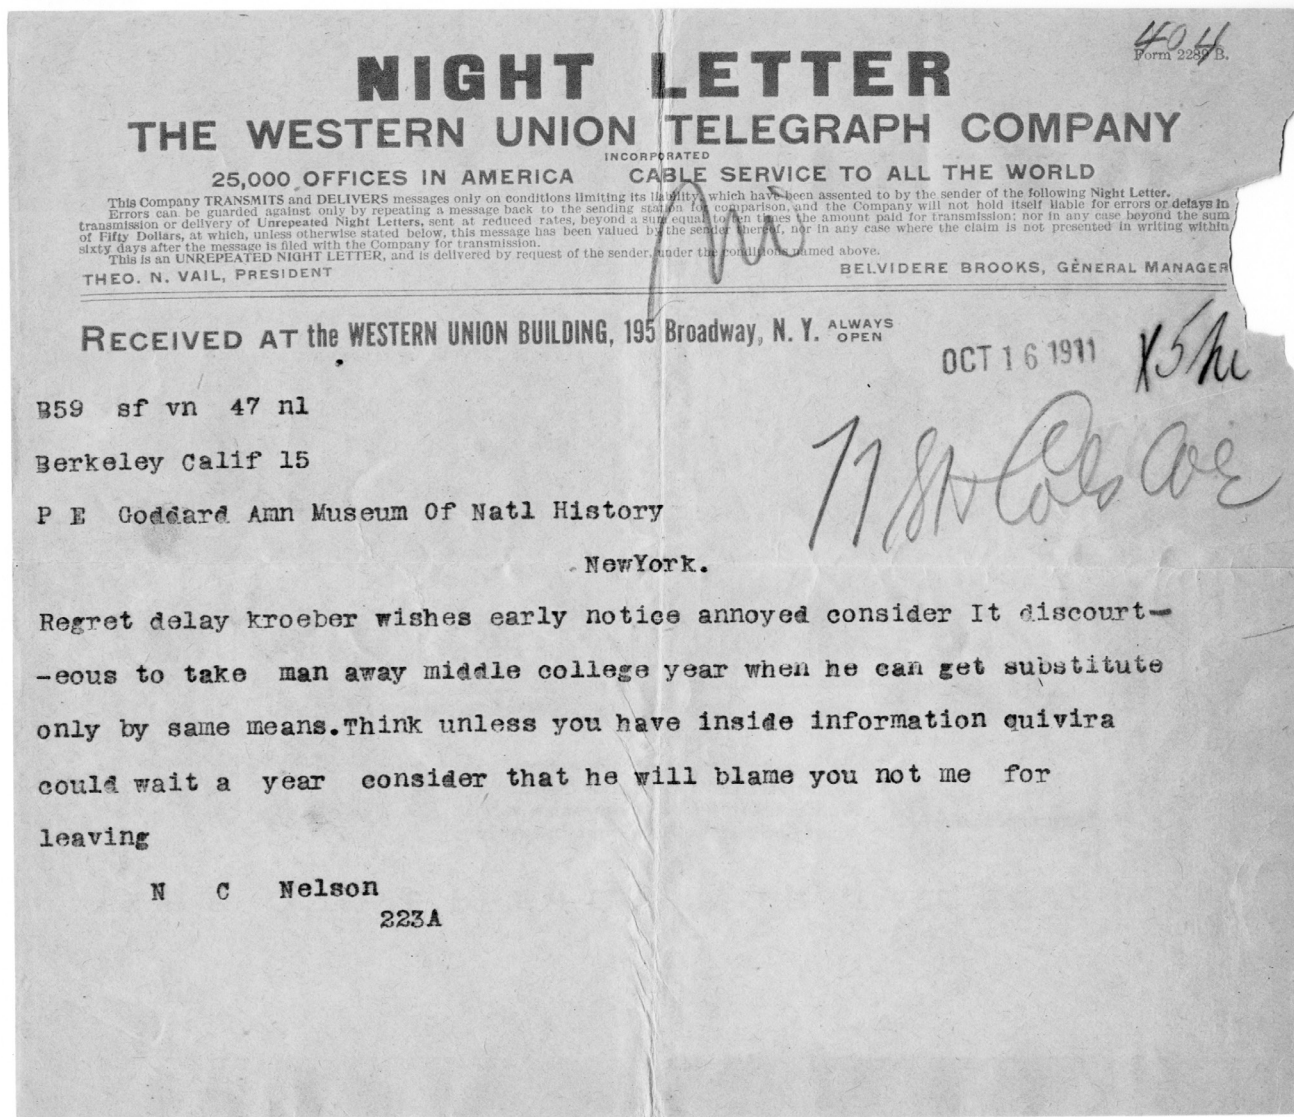 404
Form 2289 B.
NIGHT LETTER
THE WESTERN UNION TELEGRAPH COMPANY
INCORPORATED
25,000 OFFICES IN AMERICA CABLE SERVICE TO ALL THE WORLD
This Company TRANSMITS and DELIVERS messages only on conditions limiting its liability, which have been assented to by the sender of the following Night Letter.
Errors can be guarded against only by repeating a message back to the sending station for comparison, and the Company will not hold itself liable for errors or delays in
transmission or delivery of Unrepeated Night Letters, sent at reduced rates, beyond a sum equal to ten times the amount paid for transmission; nor in any case beyond the sum
of Fifty Dollars, at which, unless otherwise stated below, this message has been valued by the sender thereof, nor in any case where the claim is not presented in writing within
sixty days after the message is filed with the Company for transmission.
This is an UNREPEATED NIGHT LETTER, and is delivered by request of the sender, under the conditions named above.
THEO. N. VAIL, PRESIDENT BELVIDERE BROOKS, GENERAL MANAGER
RECEIVED AT the WESTERN UNION BUILDING, 195 Broadway, N. Y. ALWAYS OPEN
OCT 16 1911
B59 sf vn 47 nl
Berkeley Calif 15
77 St Cols Ave
P E Goddard Amn Museum Of Natl History
NewYork.
Regret delay kroeber wishes early notice annoyed consider It discourt-
-eous to take man away middle college year when he can get substitute
only by same means.Think unless you have inside information quivira
could wait a year consider that he will blame you not me for
leaving
N C Nelson
223A